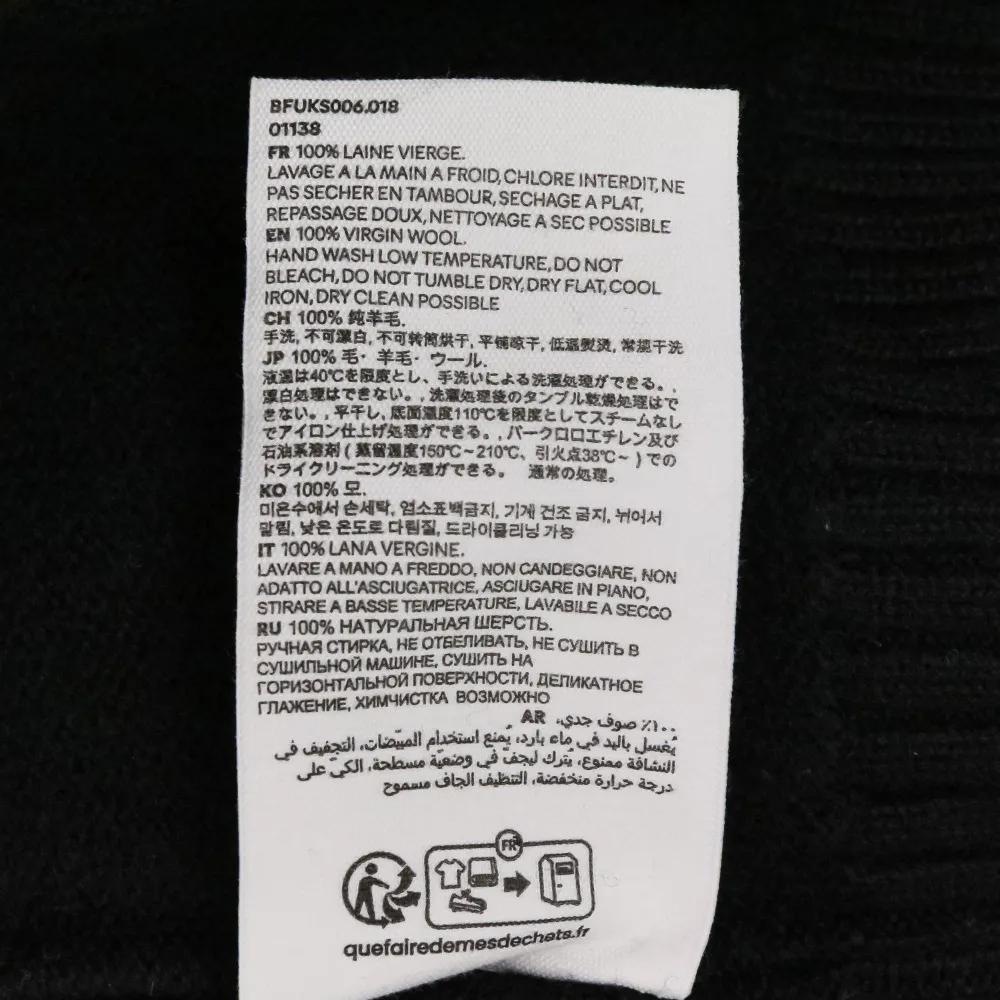 BFUKS006.018
01138
FR 100% LAINE VIERGE.
LAVAGE A LA MAIN A FROID, CHLORE INTERDIT, NE
PAS SECHER EN TAMBOUR, SECHAGE A PLAT,
REPASSAGE DOUX, NETTOYAGE A SEC POSSIBLE
EN 100% VIRGIN WOOL.
HAND WASH LOW TEMPERATURE, DO NOT
BLEACH, DO NOT TUMBLE DRY, DRY FLAT, COOL
IRON, DRY CLEAN POSSIBLE
CH 100% 纯羊毛.
手洗, 不可漂白, 不可转筒烘干, 平铺晾干, 低温熨烫, 常规干洗
JP 100% 毛・羊毛・ウール.
液温は40℃を限度とし、手洗いによる洗濯処理ができる。,
漂白処理はできない。, 洗濯処理後のタンブル乾燥処理はで
きない。, 平干し, 底面温度110℃を限度としてスチームなし
でアイロン仕上げ処理ができる。, パークロロエチレン及び
石油系溶剤 ( 蒸留温度150℃~210℃、引火点38℃~ ) での
ドライクリーニング処理ができる。 通常の処理。
KO 100% 모.
미온수에서 손세탁, 염소표백금지, 기계 건조 금지, 뉘어서
말림, 낮은 온도로 다림질, 드라이클리닝 가능
IT 100% LANA VERGINE.
LAVARE A MANO A FREDDO, NON CANDEGGIARE, NON
ADATTO ALL'ASCIUGATRICE, ASCIUGARE IN PIANO,
STIRARE A BASSE TEMPERATURE, LAVABILE A SECCO
RU 100% НАТУРАЛЬНАЯ ШЕРСТЬ.
РУЧНАЯ СТИРКА, НЕ ОТБЕЛИВАТЬ, НЕ СУШИТЬ В
СУШИЛЬНОЙ МАШИНЕ, СУШИТЬ НА
ГОРИЗОНТАЛЬНОЙ ПОВЕРХНОСТИ, ДЕЛИКАТНОЕ
ГЛАЖЕНИЕ, ХИМЧИСТКА ВОЗМОЖНО
١٠٠٪ صوف جدي، AR
يُغسل باليد في ماء بارد، يُمنع استخدام المبيّضات، التجفيف في
النشافة ممنوع، يترك ليجفّ في وضعيّة مسطحة، الكيّ على
درجة حرارة منخفضة، التنظيف الجاف مسموح
FR
quefairedemesdechets.fr